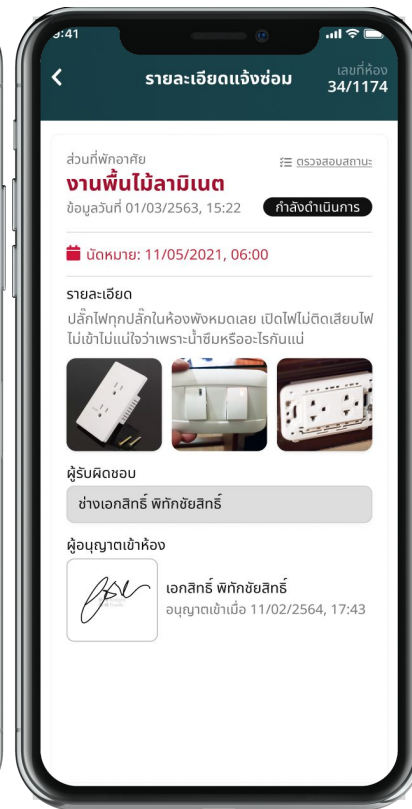 9:41
รายละเอียดแจ้งซ่อม
เลขที่ห้อง
34/1174
ส่วนที่พักอาศัย
ตรวจสอบสถานะ
งานพื้นไม้ลามิเนต
ข้อมูลวันที่ 01/03/2563, 15:22
กำลังดำเนินการ
นัดหมาย: 11/05/2021, 06:00
รายละเอียด
ปลั๊กไฟทุกปลั๊กในห้องพังหมดเลย เปิดไฟไม่ติดเสียบไฟ
ไม่เข้าไม่แน่ใจว่าเพราะน้ำซึมหรืออะไรกันแน่
ผู้รับผิดชอบ
ช่างเอกสิทธิ์ พิทักชัยสิทธิ์
ผู้อนุญาตเข้าห้อง
เอกสิทธิ์ พิทักชัยสิทธิ์
อนุญาตเข้าเมื่อ 11/02/2564, 17:43